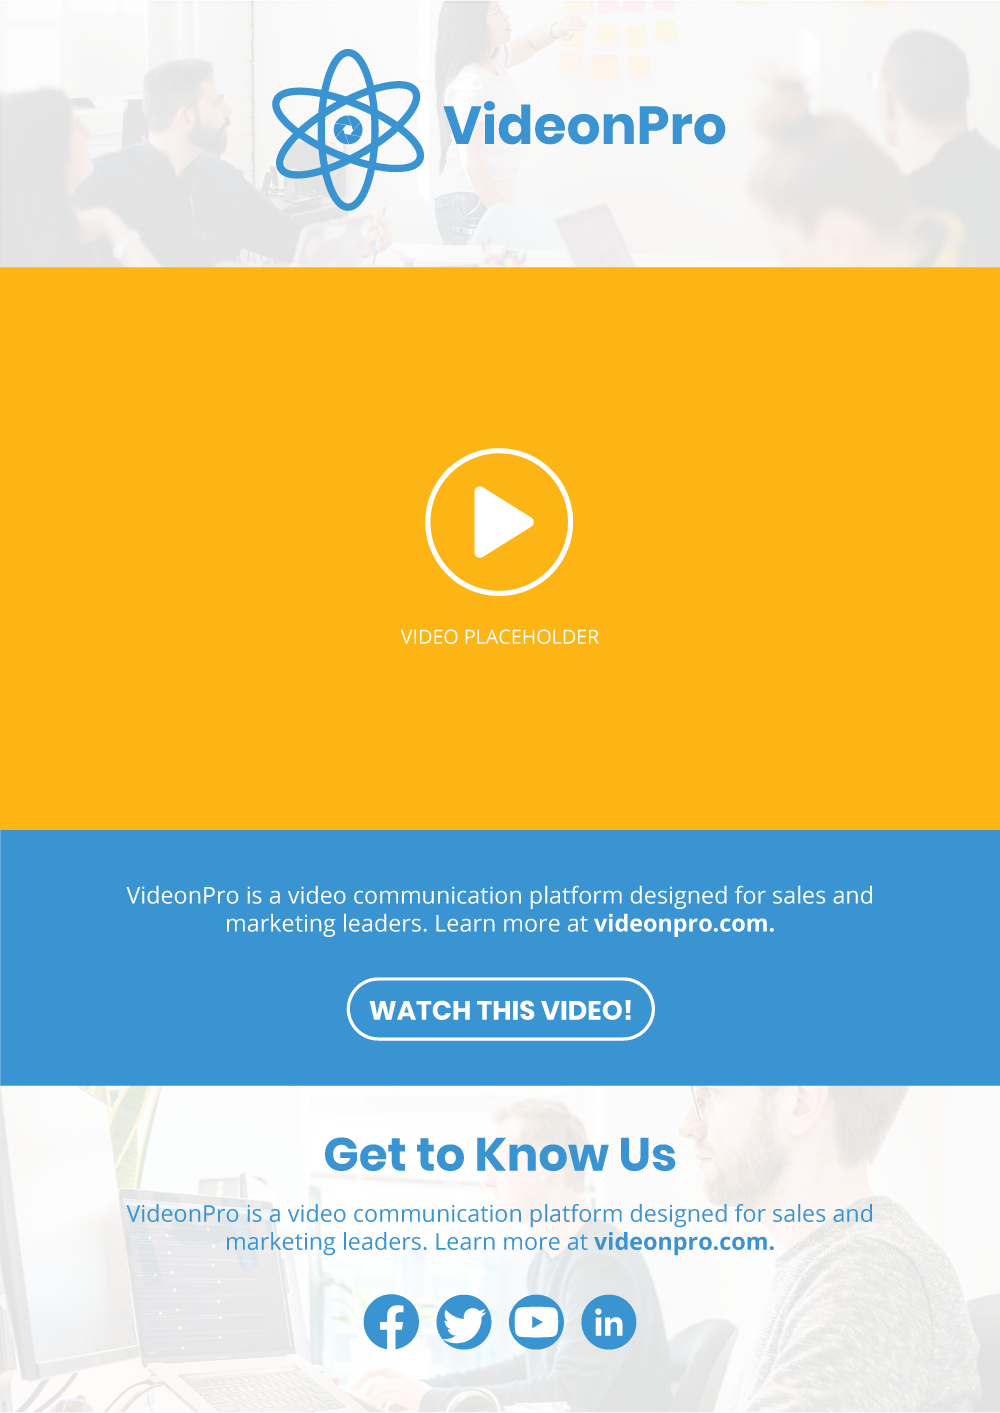 VideonPro
VIDEO PLACEHOLDER
VideonPro is a video communication platform designed for sales and
marketing leaders. Learn more at videonpro.com.
WATCH THIS VIDEO!
Get to Know Us
VideonPro is a video communication platform designed for sales and
marketing leaders. Learn more at videonpro.com.
in